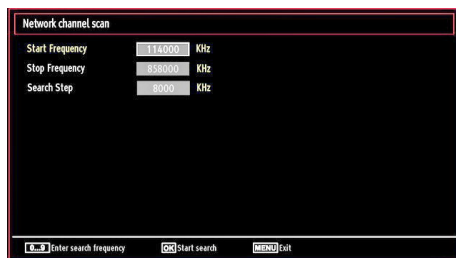 Network channel scan
Start Frequency 114000 KHz
Stop Frequency 858000 KHz
Search Step 8000 KHz
0...9 Enter search frequency OK Start search MENU Exit